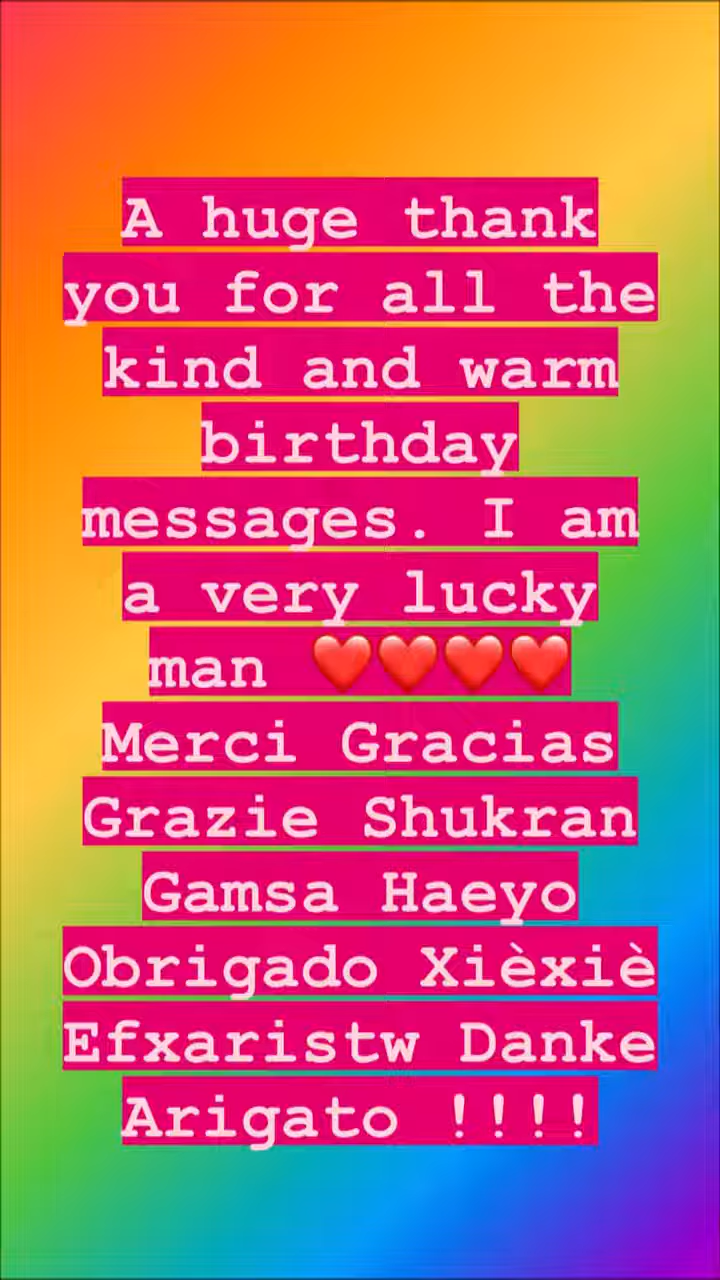 A huge thank
you for all the
kind and warm
birthday
messages. I am
a very lucky
man ❤️❤️❤️❤️
Merci Gracias
Grazie Shukran
Gamsa Haeyo
Obrigado Xièxiè
Efxaristw Danke
Arigato !!!!